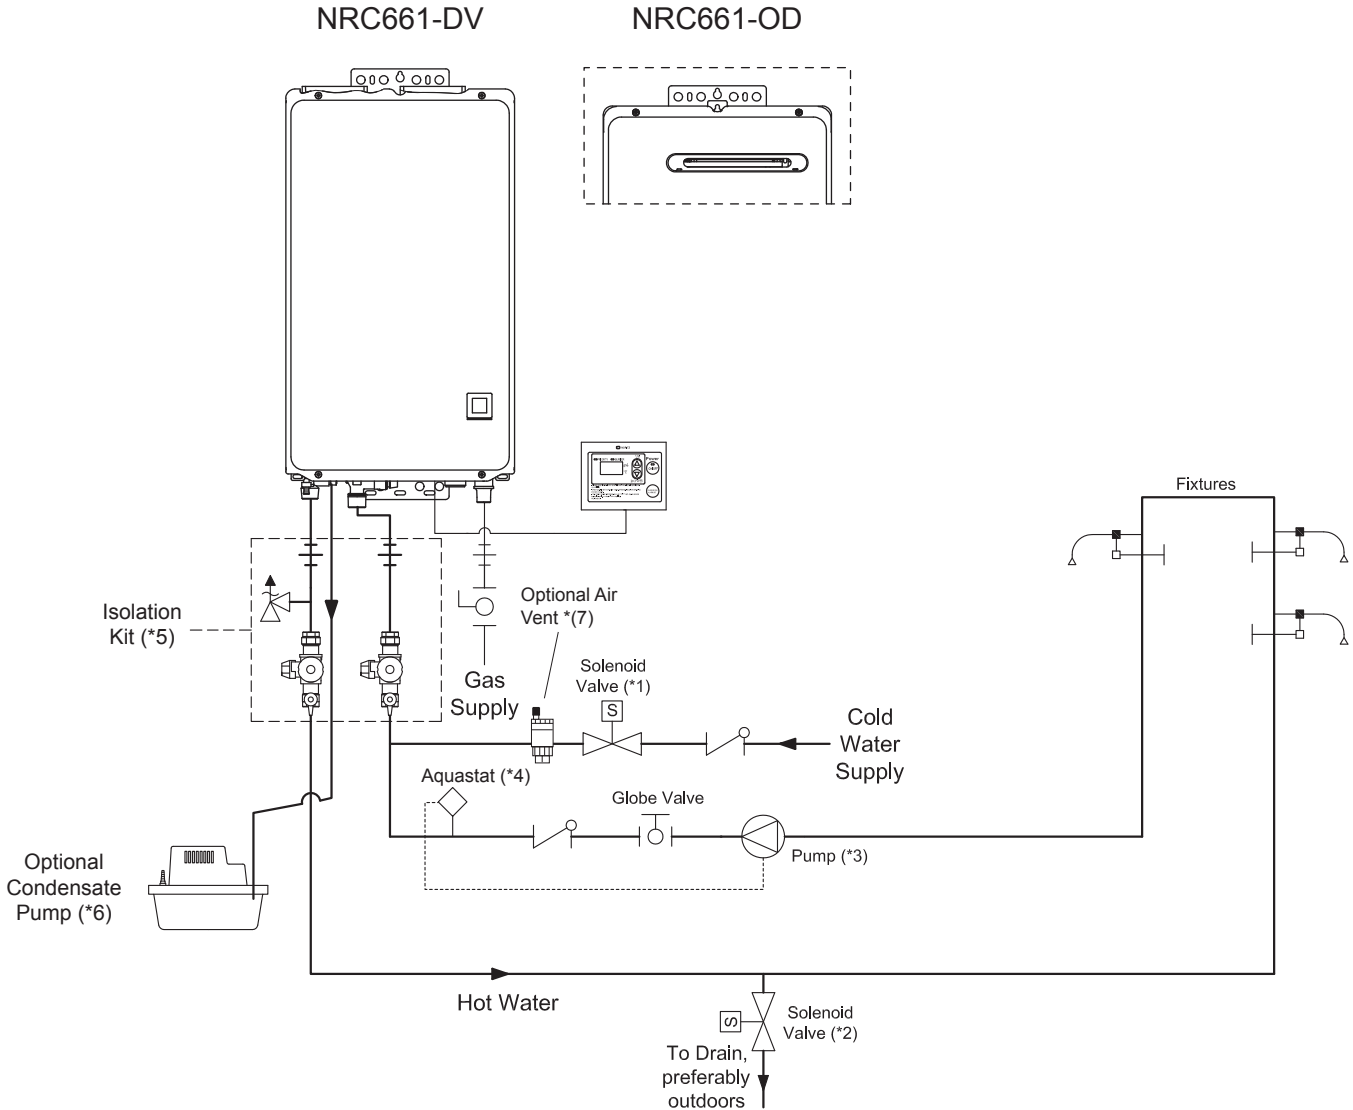 NRC661-DV
NRC661-OD
Power
Fixtures
Isolation
Kit (*5)
Optional Air
Vent *(7)
Gas
Supply
Solenoid
Valve (*1)
S
Cold
Water
Supply
Aquastat (*4)
Globe Valve
Pump (*3)
Optional
Condensate
Pump (*6)
Hot Water
S
Solenoid
Valve (*2)
To Drain,
preferably
outdoors